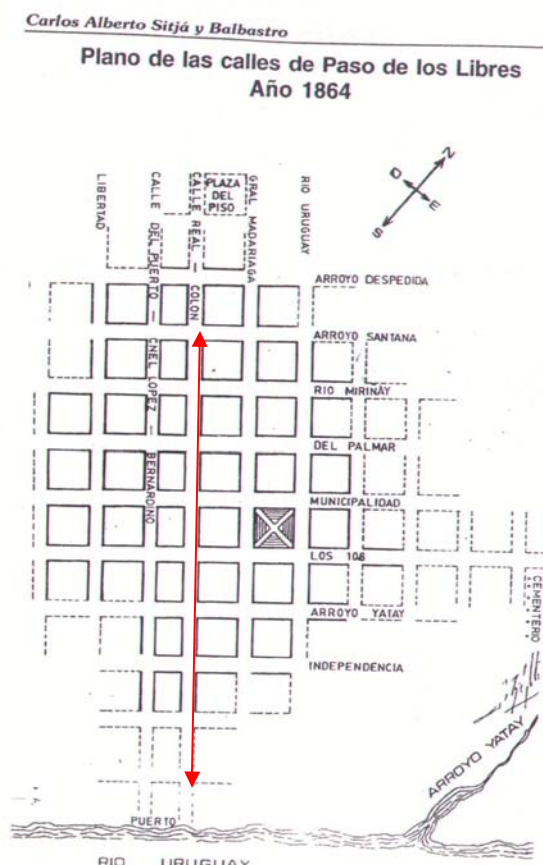 Carlos Alberto Sitjá y Balbastro
Plano de las calles de Paso de los Libres
Año 1864
N
O
E
S
LIBERTAD
CALLE DEL PUERTO — CNEL LOPEZ — BERNARDINO
CALLE REAL — COLON
PLAZA
DEL
PISO
GRAL MADARIAGA
RIO URUGUAY
ARROYO DESPEDIDA
ARROYO SANTANA
RIO MIRINAY
DEL PALMAR
MUNICIPALIDAD
LOS 108
ARROYO YATAY
INDEPENDENCIA
CEMENTERIO
ARROYO YATAY
PUERTO
RIO URUGUAY